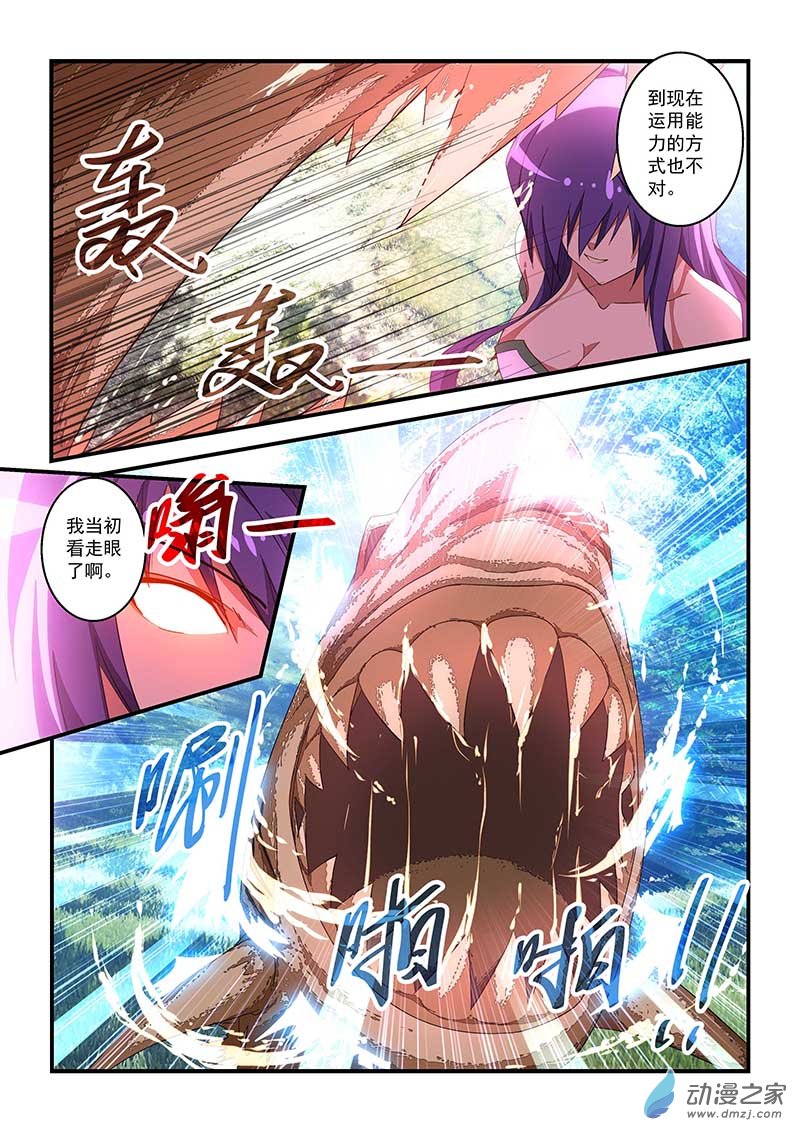 到现在
运用能
力的方
式也不
对。
轰
轰—
我当初
看走眼
了啊。
嗡—
唰
啪啪!!
动漫之家
www.dmzj.com